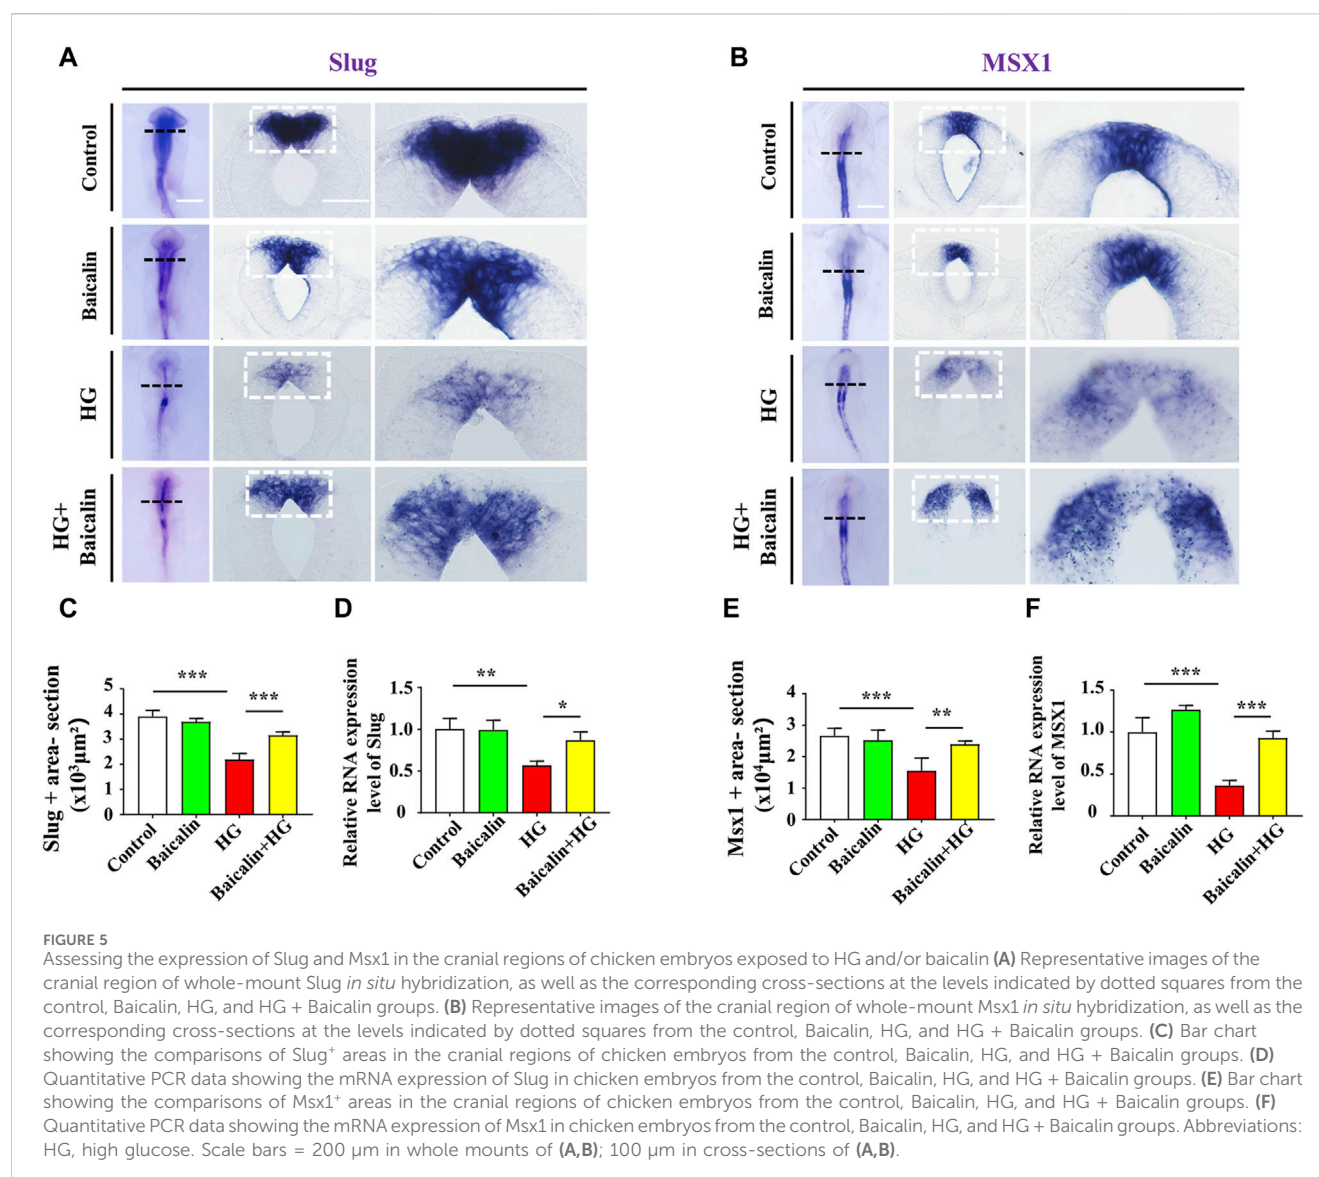 A
Slug
Control
Baicalin
HG
HG+
Baicalin
B
MSX1
Control
Baicalin
HG
HG+
Baicalin
C
Slug + area- section
(x10³µm²)
5
4
3
2
1
0
***
***
Control
Baicalin
HG
Baicalin+HG
D
Relative RNA expression
level of Slug
1.5
1.0
0.5
0
**
*
Control
Baicalin
HG
Baicalin+HG
E
Msx1 + area- section
(x10⁴µm²)
4
3
2
1
0
***
**
Control
Baicalin
HG
Baicalin+HG
F
Relative RNA expression
level of MSX1
1.5
1.0
0.5
0
***
***
Control
Baicalin
HG
Baicalin+HG
FIGURE 5
Assessing the expression of Slug and Msx1 in the cranial regions of chicken embryos exposed to HG and/or baicalin (A) Representative images of the
cranial region of whole-mount Slug in situ hybridization, as well as the corresponding cross-sections at the levels indicated by dotted squares from the
control, Baicalin, HG, and HG + Baicalin groups. (B) Representative images of the cranial region of whole-mount Msx1 in situ hybridization, as well as the
corresponding cross-sections at the levels indicated by dotted squares from the control, Baicalin, HG, and HG + Baicalin groups. (C) Bar chart
showing the comparisons of Slug⁺ areas in the cranial regions of chicken embryos from the control, Baicalin, HG, and HG + Baicalin groups. (D)
Quantitative PCR data showing the mRNA expression of Slug in chicken embryos from the control, Baicalin, HG, and HG + Baicalin groups. (E) Bar chart
showing the comparisons of Msx1⁺ areas in the cranial regions of chicken embryos from the control, Baicalin, HG, and HG + Baicalin groups. (F)
Quantitative PCR data showing the mRNA expression of Msx1 in chicken embryos from the control, Baicalin, HG, and HG + Baicalin groups. Abbreviations:
HG, high glucose. Scale bars = 200 µm in whole mounts of (A,B); 100 µm in cross-sections of (A,B).